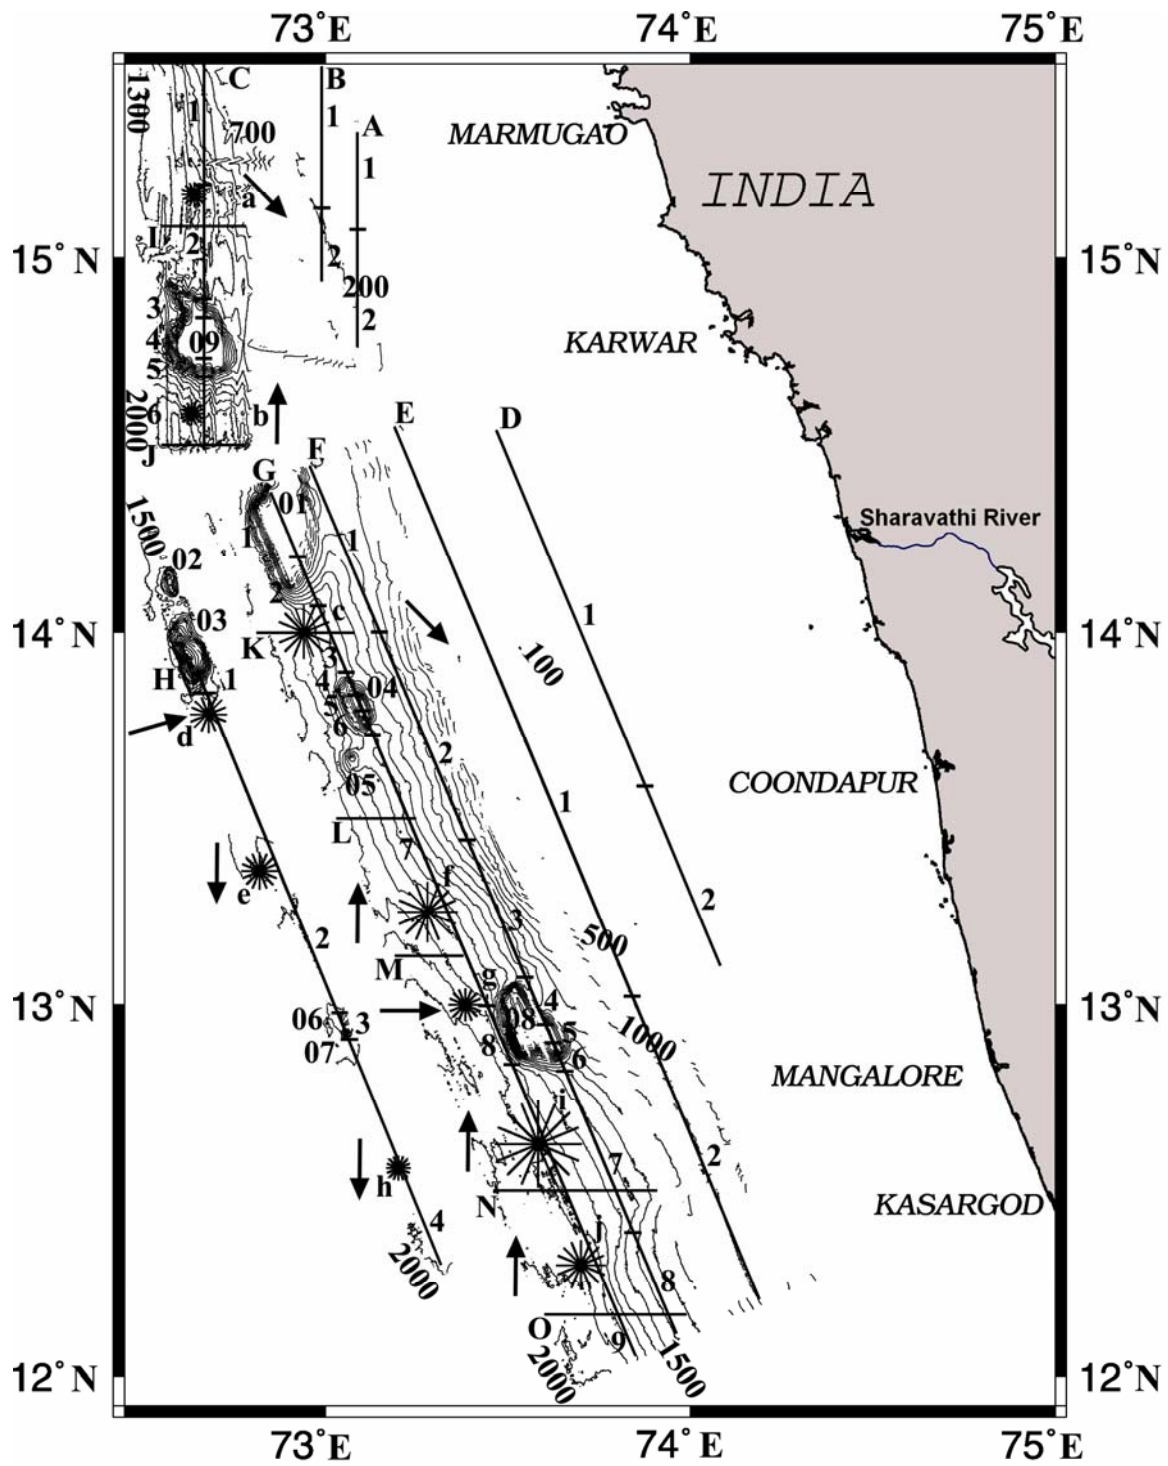 73°E 74°E 75°E
C B
1300 1 1 A
700 MARMUGAO
1
a INDIA
I 2
15°N 2 15°N
200
3 2
4 09 KARWAR
5
2000 6 b E D
J F
G
01
1500 1 1 Sharavathi River
02
2
03 c 1
14°N K 14°N
3 100
H 1 4 04
5
d 6 2
05 COONDAPUR
1
L
7
f
e 2
2 3 500
M
g
13°N 4 13°N
06 3 08 5 1000
07 8 6
MANGALORE
i
7 2
h
N KASARGOD
4 j
2000 8
O 9
2000 1500
12°N 12°N
73°E 74°E 75°E